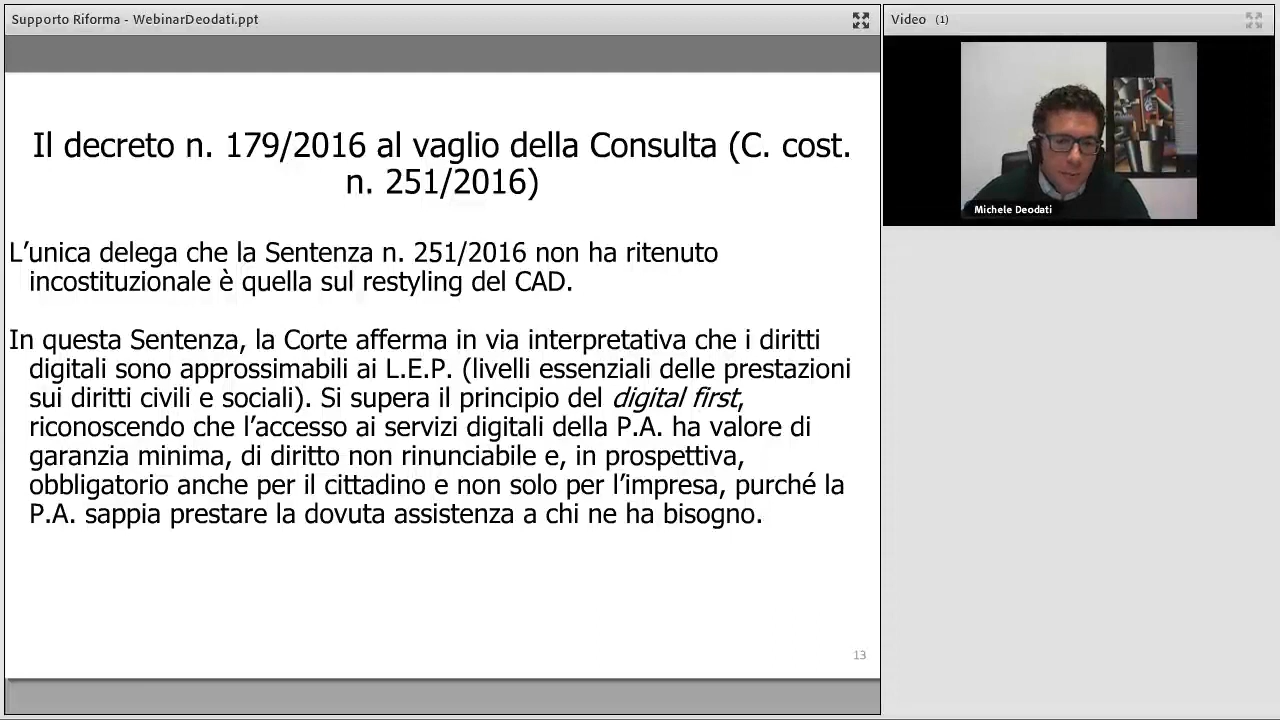 Supporto Riforma - WebinarDeodati.ppt
Video (1)
Michele Deodati
Il decreto n. 179/2016 al vaglio della Consulta (C. cost.
n. 251/2016)
L’unica delega che la Sentenza n. 251/2016 non ha ritenuto
incostituzionale è quella sul restyling del CAD.
In questa Sentenza, la Corte afferma in via interpretativa che i diritti
digitali sono approssimabili ai L.E.P. (livelli essenziali delle prestazioni
sui diritti civili e sociali). Si supera il principio del digital first,
riconoscendo che l’accesso ai servizi digitali della P.A. ha valore di
garanzia minima, di diritto non rinunciabile e, in prospettiva,
obbligatorio anche per il cittadino e non solo per l’impresa, purché la
P.A. sappia prestare la dovuta assistenza a chi ne ha bisogno.
13